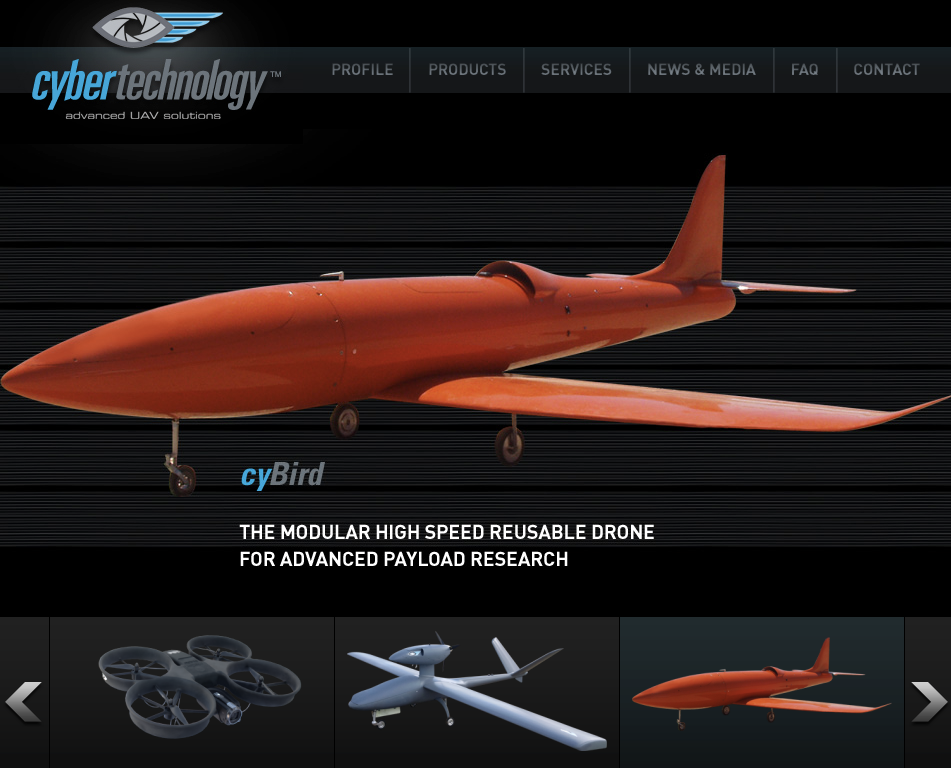 cybertechnology™
advanced UAV solutions
PROFILE
PRODUCTS
SERVICES
NEWS & MEDIA
FAQ
CONTACT
cyBird
THE MODULAR HIGH SPEED REUSABLE DRONE
FOR ADVANCED PAYLOAD RESEARCH